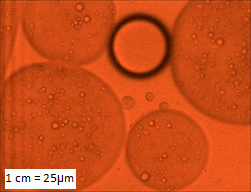 1 cm = 25µm